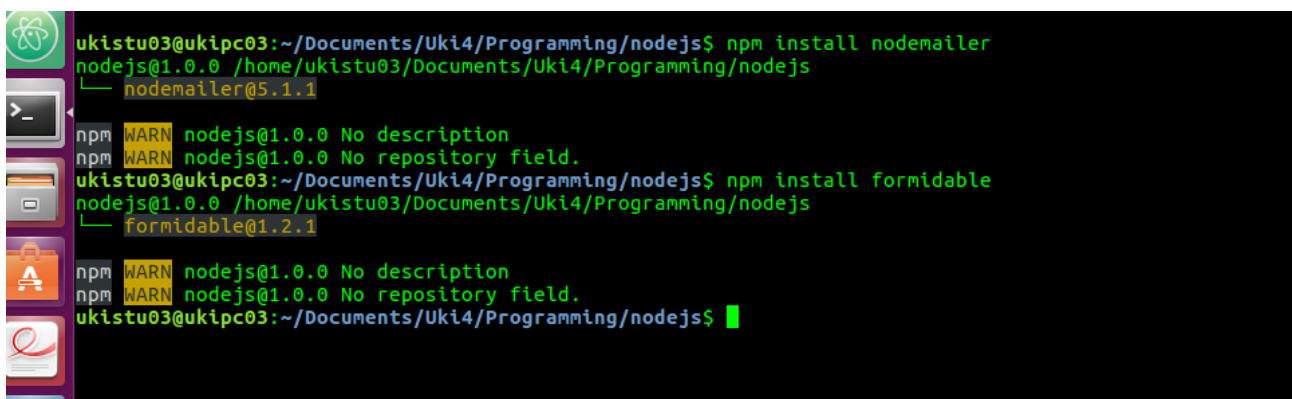 ukistu03@ukipc03:~/Documents/Uki4/Programming/nodejs$ npm install nodemailer
nodejs@1.0.0 /home/ukistu03/Documents/Uki4/Programming/nodejs
└── nodemailer@5.1.1
npm WARN nodejs@1.0.0 No description
npm WARN nodejs@1.0.0 No repository field.
ukistu03@ukipc03:~/Documents/Uki4/Programming/nodejs$ npm install formidable
nodejs@1.0.0 /home/ukistu03/Documents/Uki4/Programming/nodejs
└── formidable@1.2.1
npm WARN nodejs@1.0.0 No description
npm WARN nodejs@1.0.0 No repository field.
ukistu03@ukipc03:~/Documents/Uki4/Programming/nodejs$